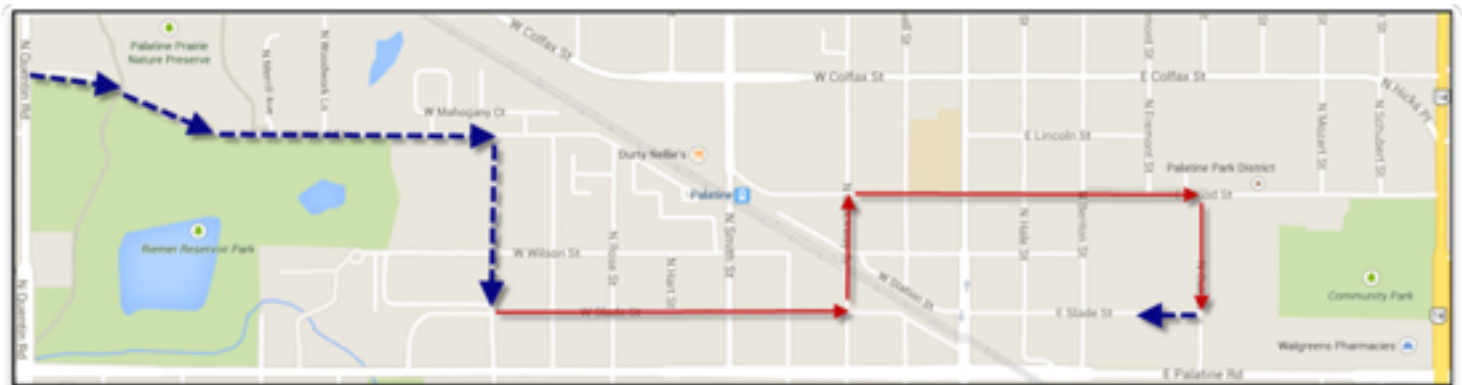 N Quentin Rd
Palatine Prairie
Nature Preserve
N Merrill Ave
N Woodwork Ln
W Colfax St
W Mahogany Ct
Durty Nellie's
Palatine
W Colfax St
E Colfax St
N Hicks Pl
E Lincoln St
N Fremont St
N Mozart St
N Schubert St
Palatine Park District
Riemer Reservoir Park
W Wilson St
N Rose St
N Hart St
N Smith St
W Slade St
W Station St
N Hale St
N Benton St
E Slade St
Community Park
Walgreens Pharmacies
N Quentin Rd
E Palatine Rd